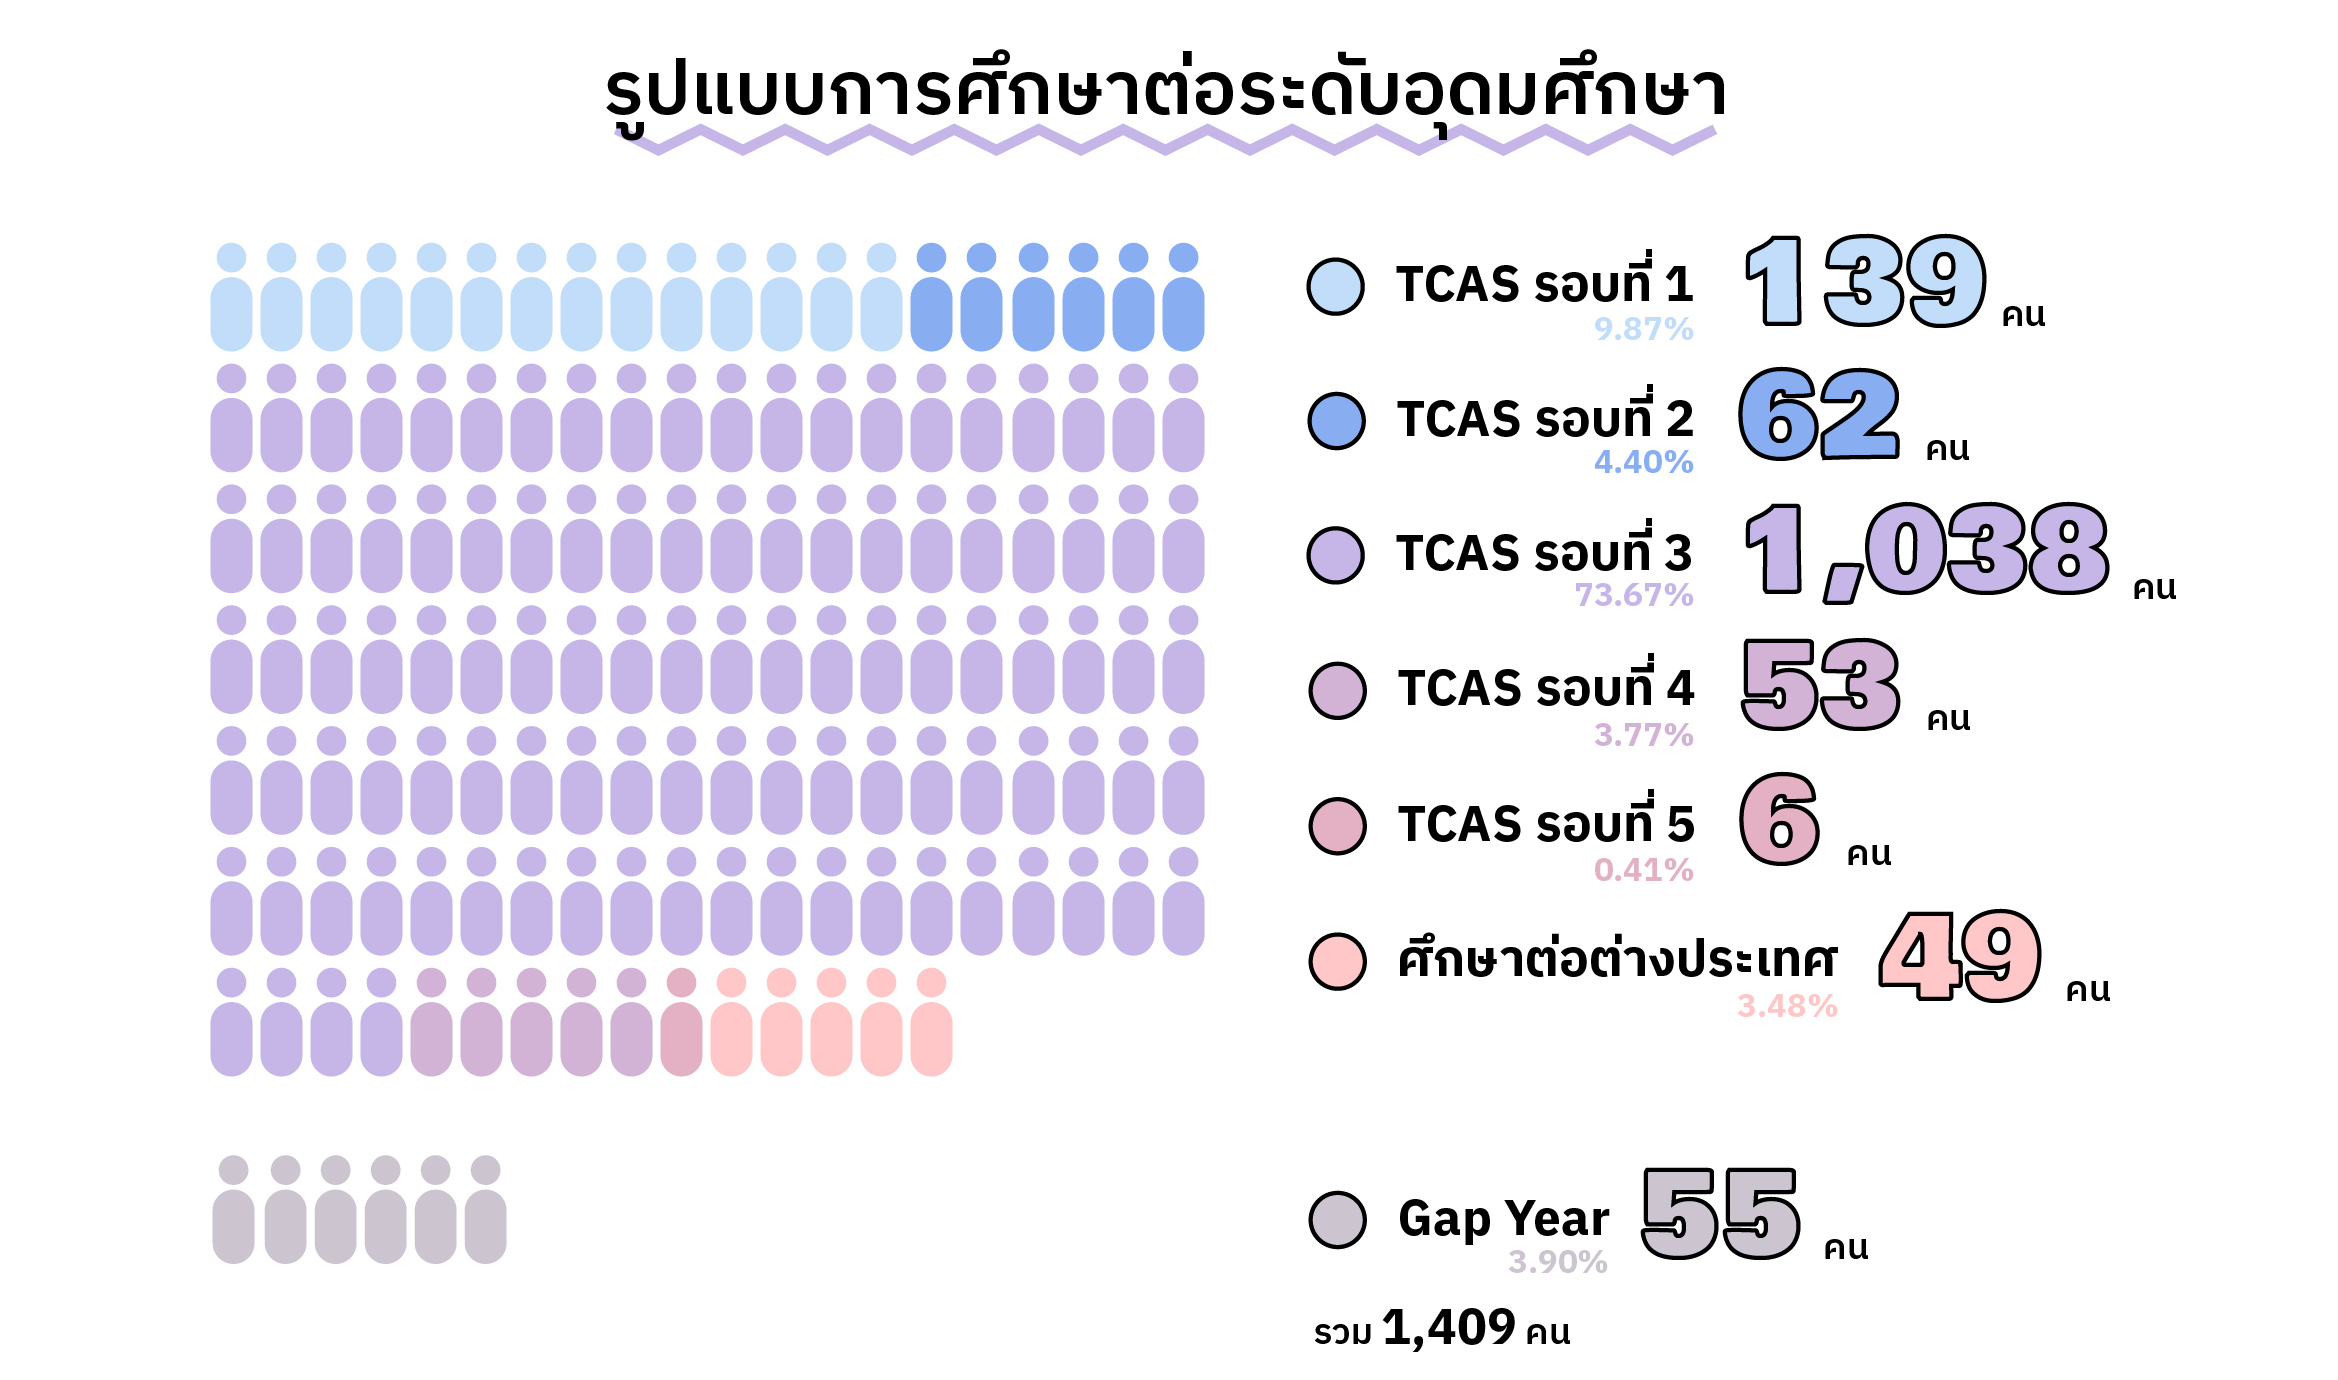 รูปแบบการศึกษาต่อระดับอุดมศึกษา
TCAS รอบที่ 1 139 คน
9.87%
TCAS รอบที่ 2 62 คน
4.40%
TCAS รอบที่ 3 1,038 คน
73.67%
TCAS รอบที่ 4 53 คน
3.77%
TCAS รอบที่ 5 6 คน
0.41%
ศึกษาต่อต่างประเทศ 49 คน
3.48%
Gap Year 55 คน
3.90%
รวม 1,409 คน